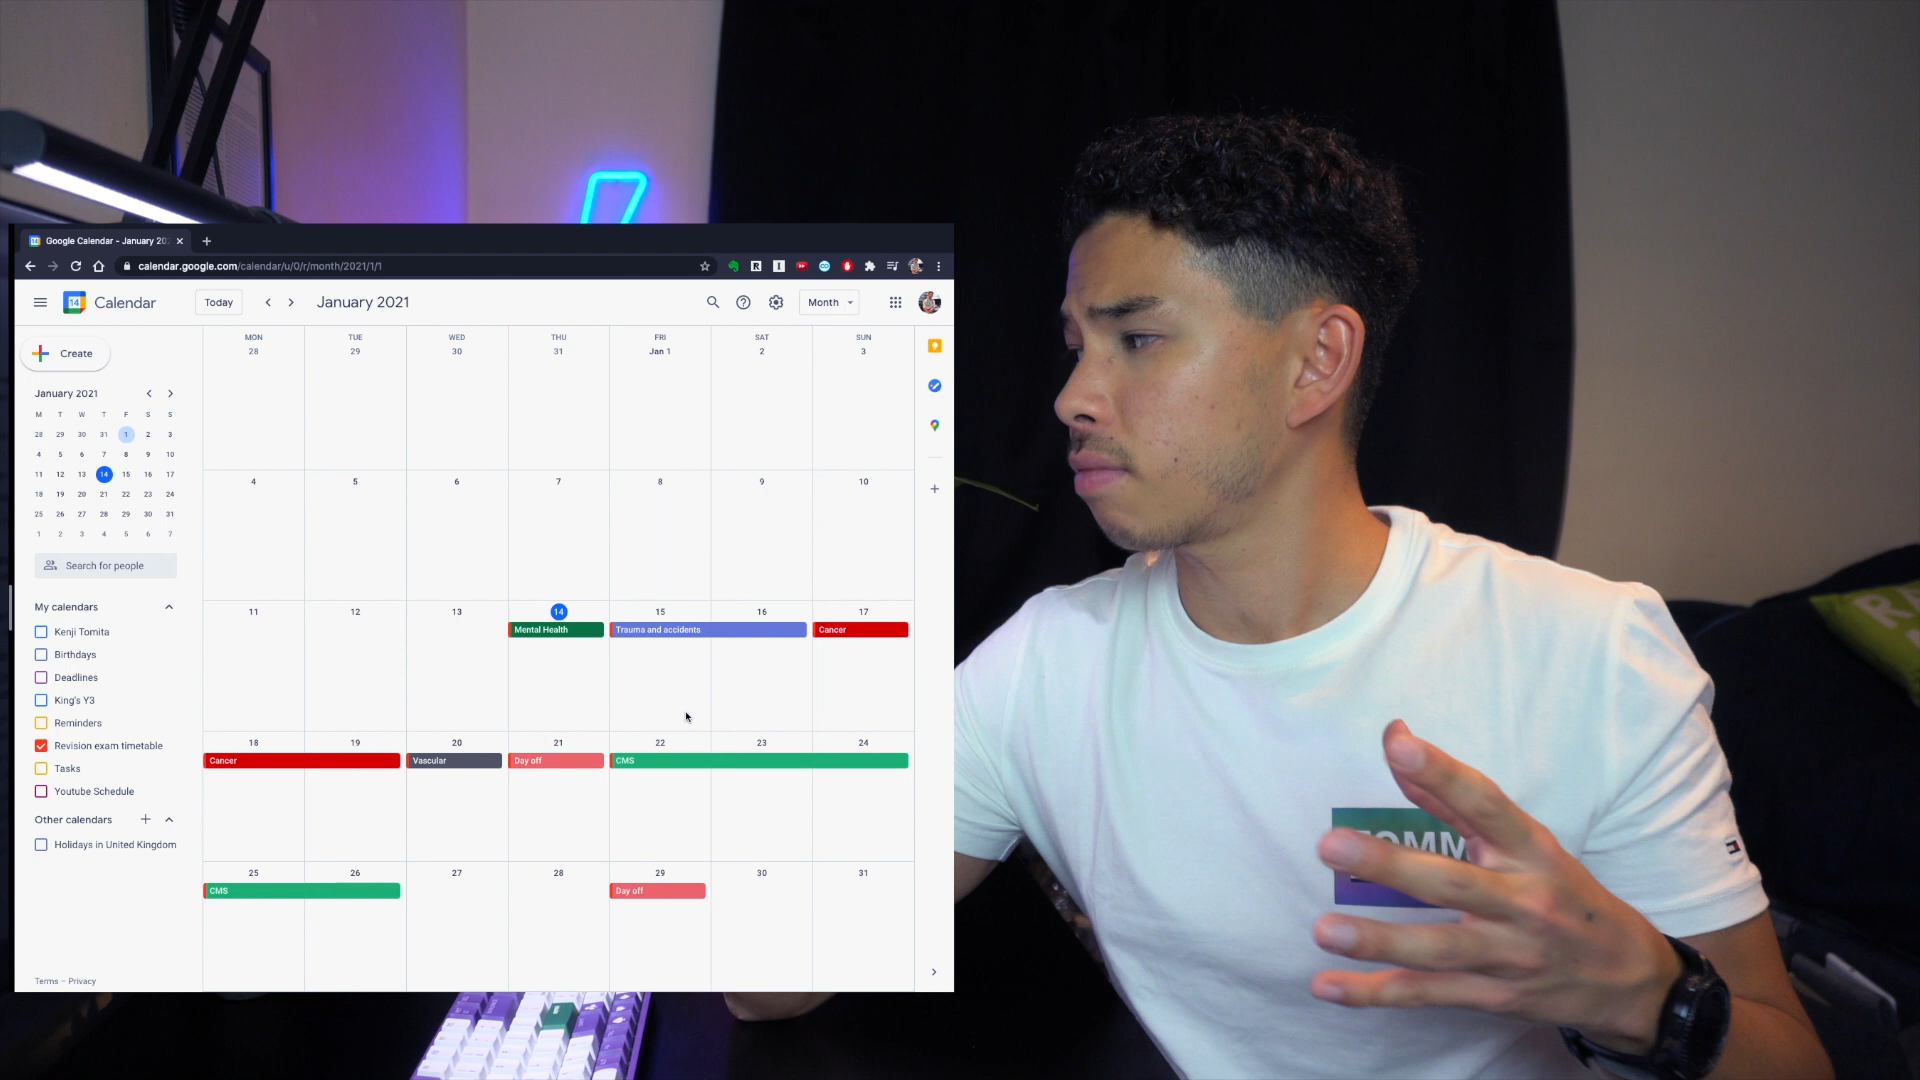 Google Calendar - January 20
calendar.google.com/calendar/u/0/r/month/2021/1/1
14 Calendar Today January 2021 Month
Create
January 2021
M T W T F S S
28 29 30 31 1 2 3
4 5 6 7 8 9 10
11 12 13 14 15 16 17
18 19 20 21 22 23 24
25 26 27 28 29 30 31
1 2 3 4 5 6 7
Search for people
My calendars
Kenji Tomita
Birthdays
Deadlines
King's Y3
Reminders
Revision exam timetable
Tasks
Youtube Schedule
Other calendars
Holidays in United Kingdom
Terms – Privacy
MON TUE WED THU FRI SAT SUN
28 29 30 31 Jan 1 2 3
4 5 6 7 8 9 10
11 12 13 14 15 16 17
Mental Health Trauma and accidents Cancer
18 19 20 21 22 23 24
Cancer Vascular Day off CMS
25 26 27 28 29 30 31
CMS Day off
TOMM